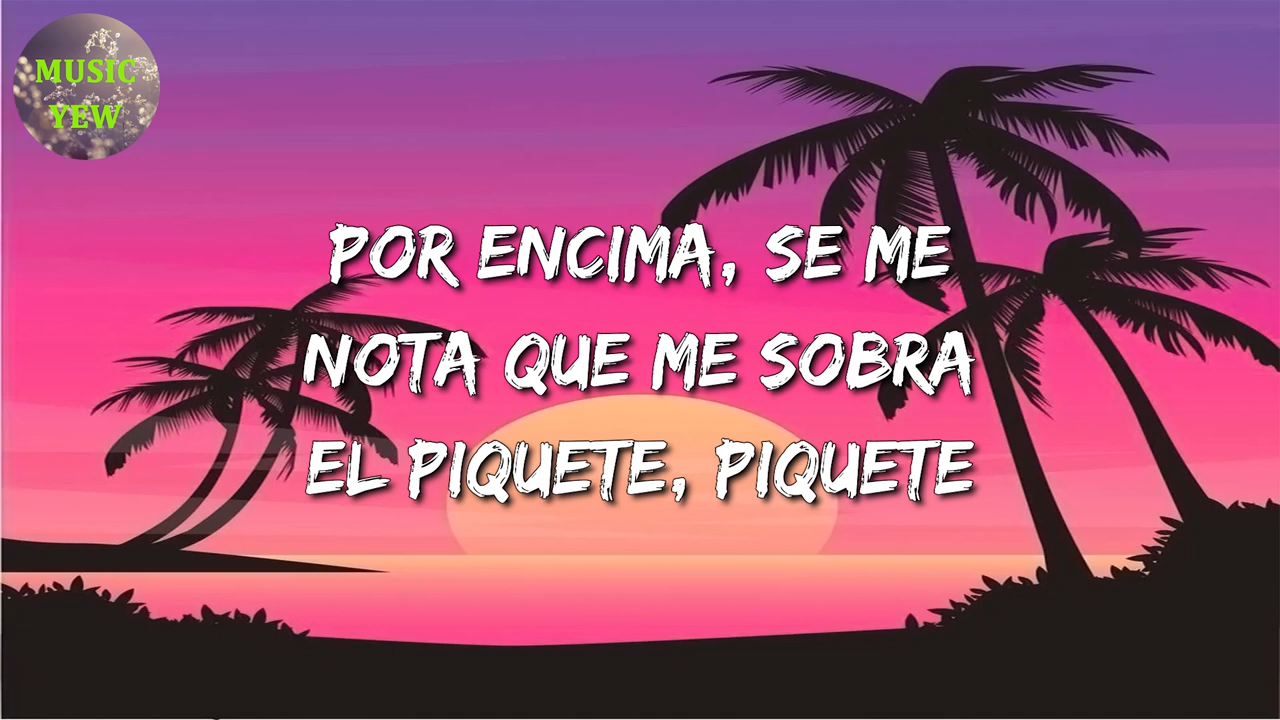 MUSIC
YEW
POR ENCIMA, SE ME
NOTA QUE ME SOBRA
EL PIQUETE, PIQUETE